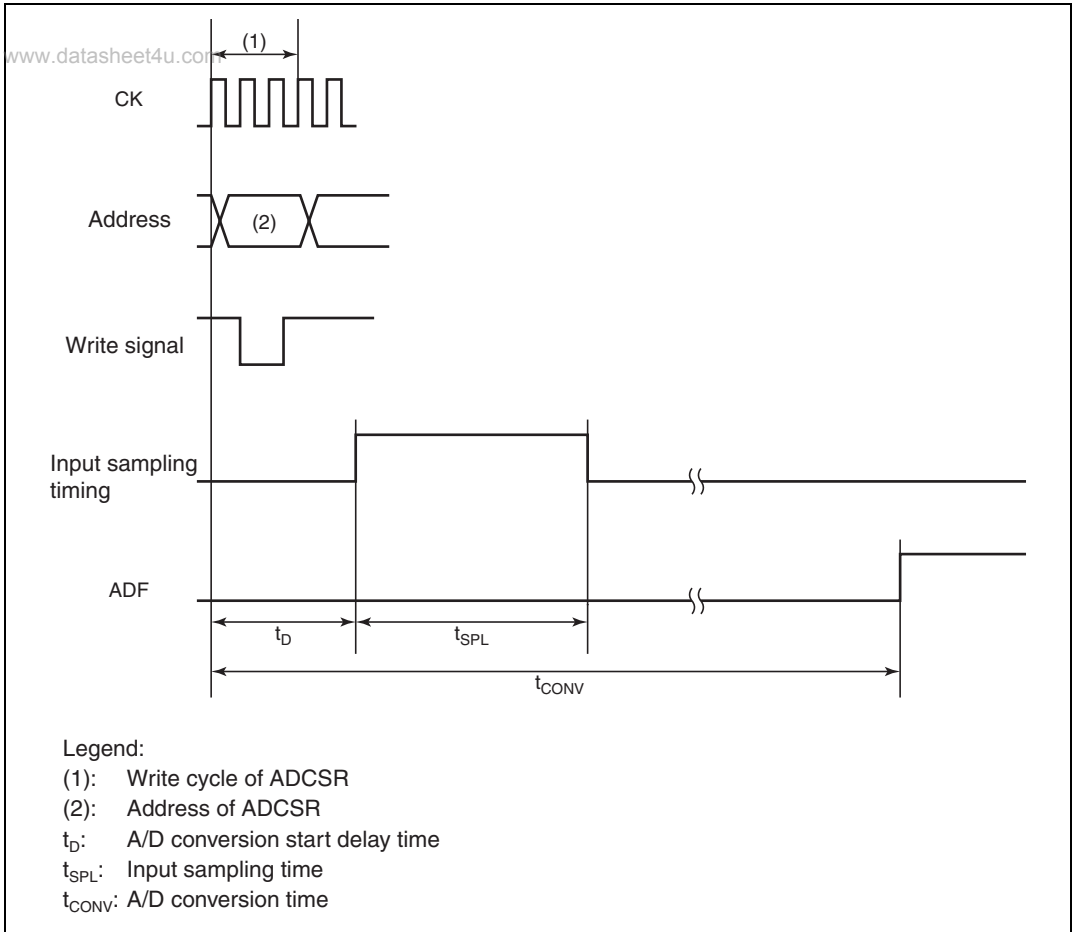 (1)
www.datasheet4u.com
CK
Address
(2)
Write signal
Input sampling
timing
ADF
tD
tSPL
tCONV
Legend:
(1): Write cycle of ADCSR
(2): Address of ADCSR
tD: A/D conversion start delay time
tSPL: Input sampling time
tCONV: A/D conversion time